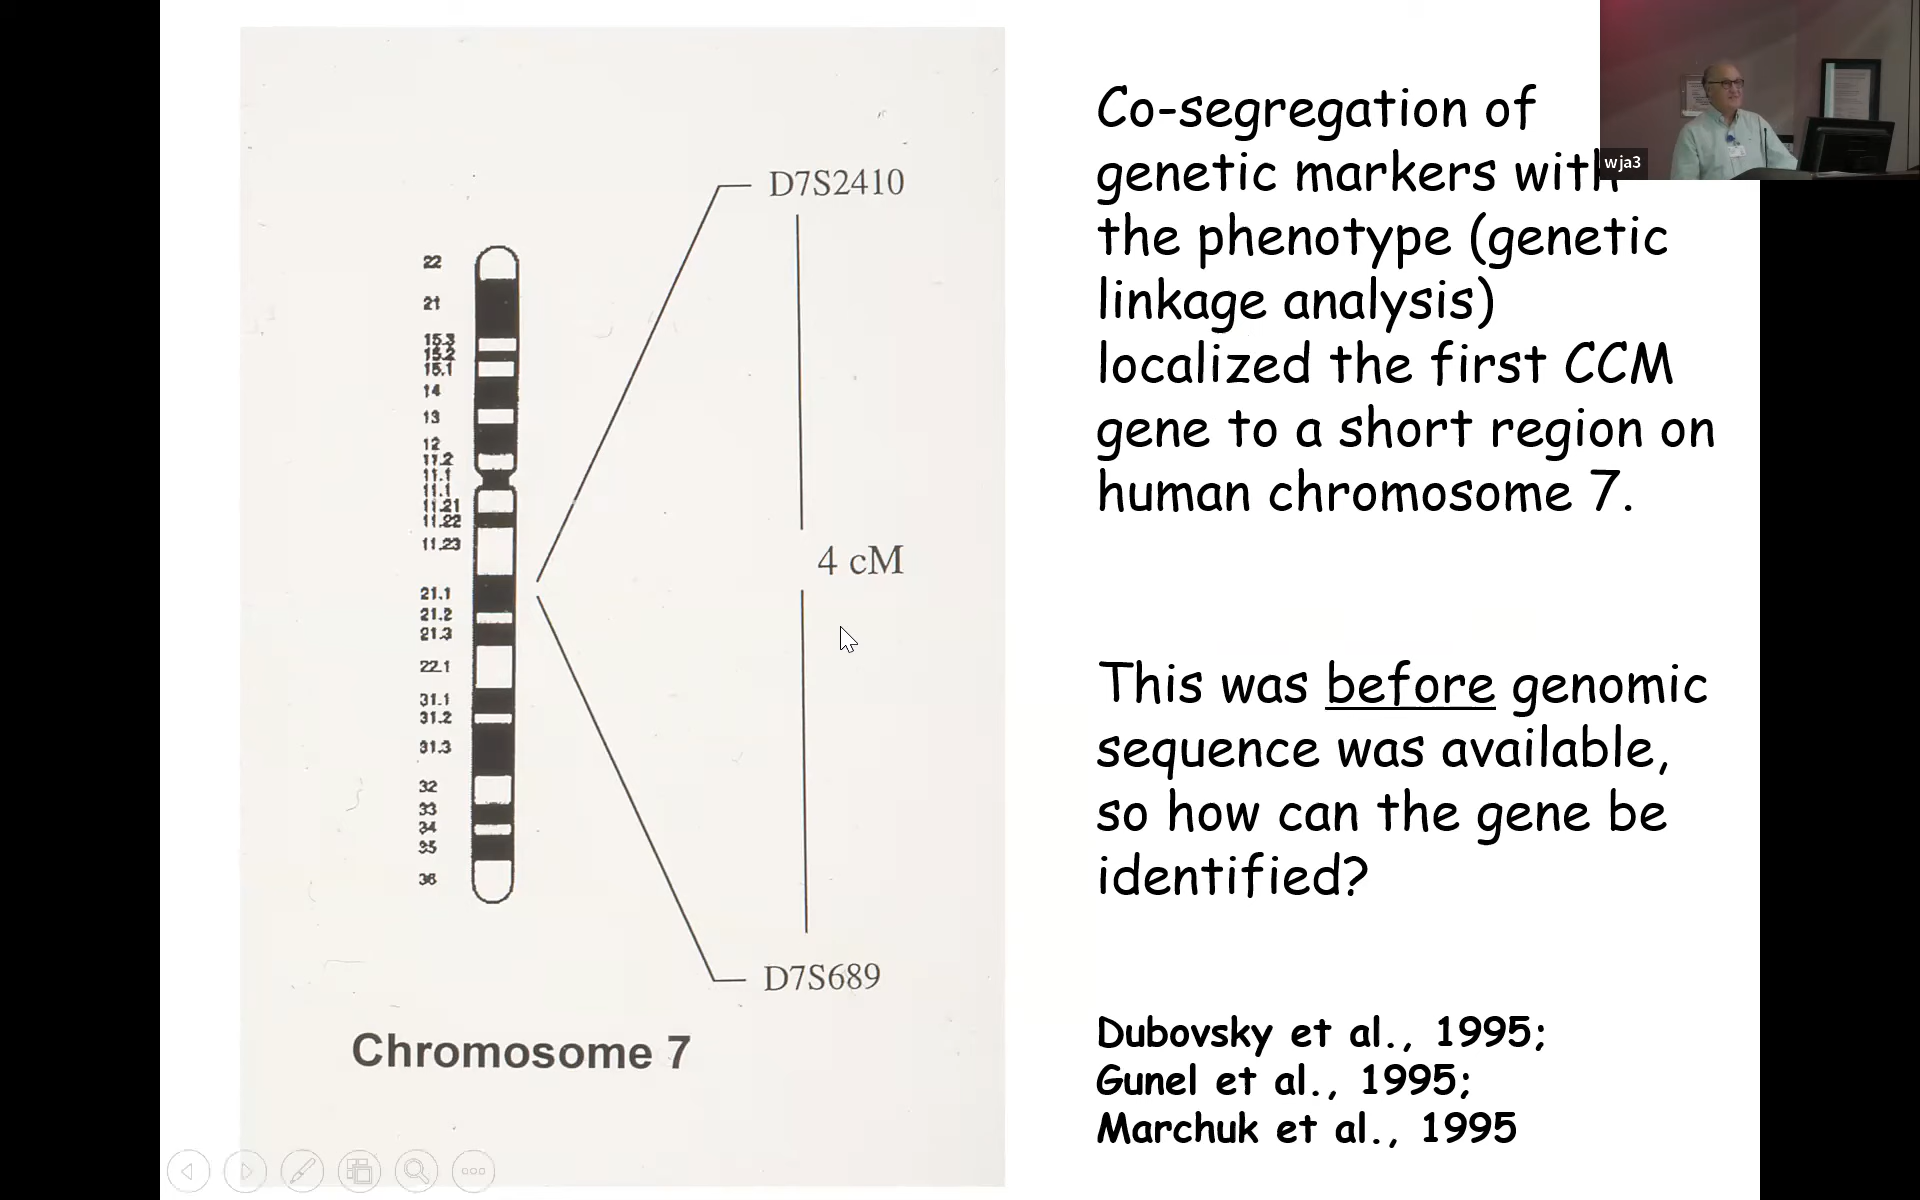 Co-segregation of
genetic markers with
the phenotype (genetic
linkage analysis)
localized the first CCM
gene to a short region on
human chromosome 7.
This was before genomic
sequence was available,
so how can the gene be
identified?
Dubovsky et al., 1995;
Gunel et al., 1995;
Marchuk et al., 1995
D7S2410
4 cM
D7S689
22
21
15.3
15.2
15.1
14
13
12
11.2
11.1
11.1
11.21
11.22
11.23
21.1
21.2
21.3
22.1
31.1
31.2
31.3
32
33
34
35
36
Chromosome 7
wja3